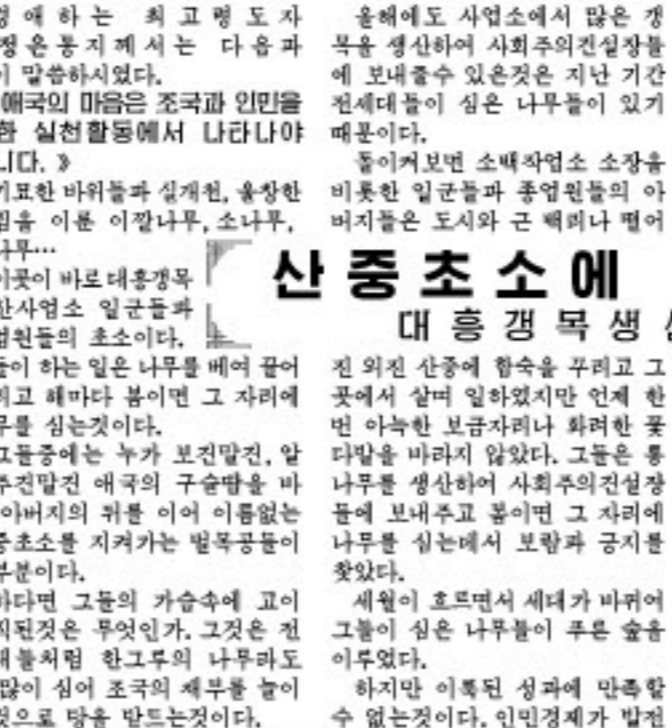 경애하는 최고령도자
정은동지께서는 다음과
이 말씀하시였다.
애국의 마음은 조국과 인민을
한 실천활동에서 나타나야
니다. 》
기묘한 바위들과 실개천, 울창한
림을 이룬 이깔나무, 소나무,
나무…
이곳이 바로 대흥갱목
산사업소 일군들과
업원들의 초소이다.
들이 하는 일은 나무를 베여 끌어
리고 해마다 봄이면 그 자리에
무를 심는것이다.
그들중에는 누가 보건말건, 알
주건말건 애국의 구슬땀을 바
아버지의 뒤를 이어 이름없는
중초소를 지켜가는 벌목공들이
부분이다.
하다면 그들의 가슴속에 고이
직된것은 무엇인가. 그것은 전
대들처럼 한그루의 나무라도
많이 심어 조국의 재부를 늘이
것으로 당을 받드는것이다.
산중초소에
대흥갱목생
올해에도 사업소에서 많은 갱
목을 생산하여 사회주의건설장들
에 보내줄수 있은것은 지난 기간
전세대들이 심은 나무들이 있기
때문이다.
돌이켜보면 소백작업소 소장을
비롯한 일군들과 종업원들의 아
버지들은 도시와 근 백리나 떨어
진 외진 산중에 합숙을 꾸리고 그
곳에서 살며 일하였지만 언제 한
번 아늑한 보금자리나 화려한 꽃
다발을 바라지 않았다. 그들은 통
나무를 생산하여 사회주의건설장
들에 보내주고 봄이면 그 자리에
나무를 심는데서 보람과 긍지를
찾았다.
세월이 흐르면서 세대가 바뀌여
그들이 심은 나무들이 푸른 숲을
이루었다.
하지만 이룩된 성과에 만족할
수 없는것이다. 인민경제가 발전